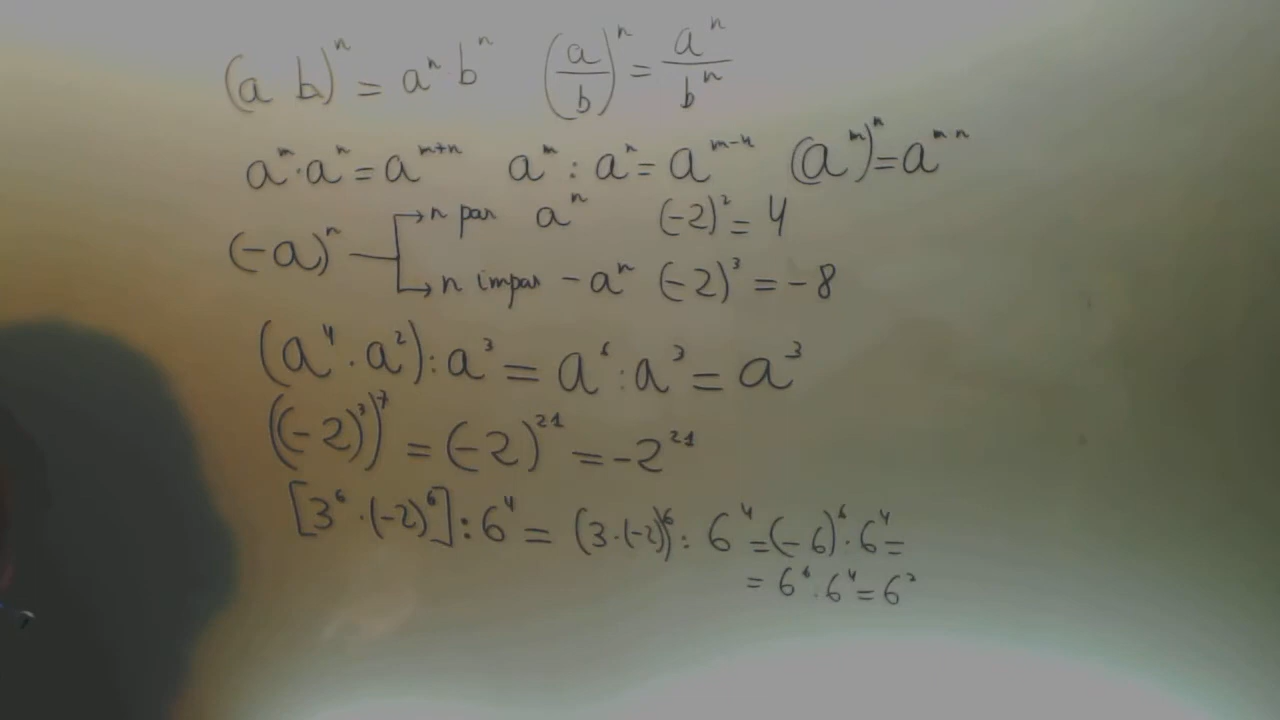 (a b)ⁿ = aⁿ bⁿ (a/b)ⁿ = aⁿ/bⁿ
aᵐ · aⁿ = aᵐ⁺ⁿ aᵐ : aⁿ = aᵐ⁻ⁿ (aᵐ)ⁿ = aᵐⁿ
(-a)ⁿ → n par aⁿ (-2)² = 4
→ n impar -aⁿ (-2)³ = -8
(a⁴ · a²) : a³ = a⁶ : a³ = a³
((-2)³)⁷ = (-2)²¹ = -2²¹
[3⁶ · (-2)⁶] : 6⁴ = (3 · (-2))⁶ : 6⁴ = (-6)⁶ · 6⁴ =
= 6⁶ · 6⁴ = 6²